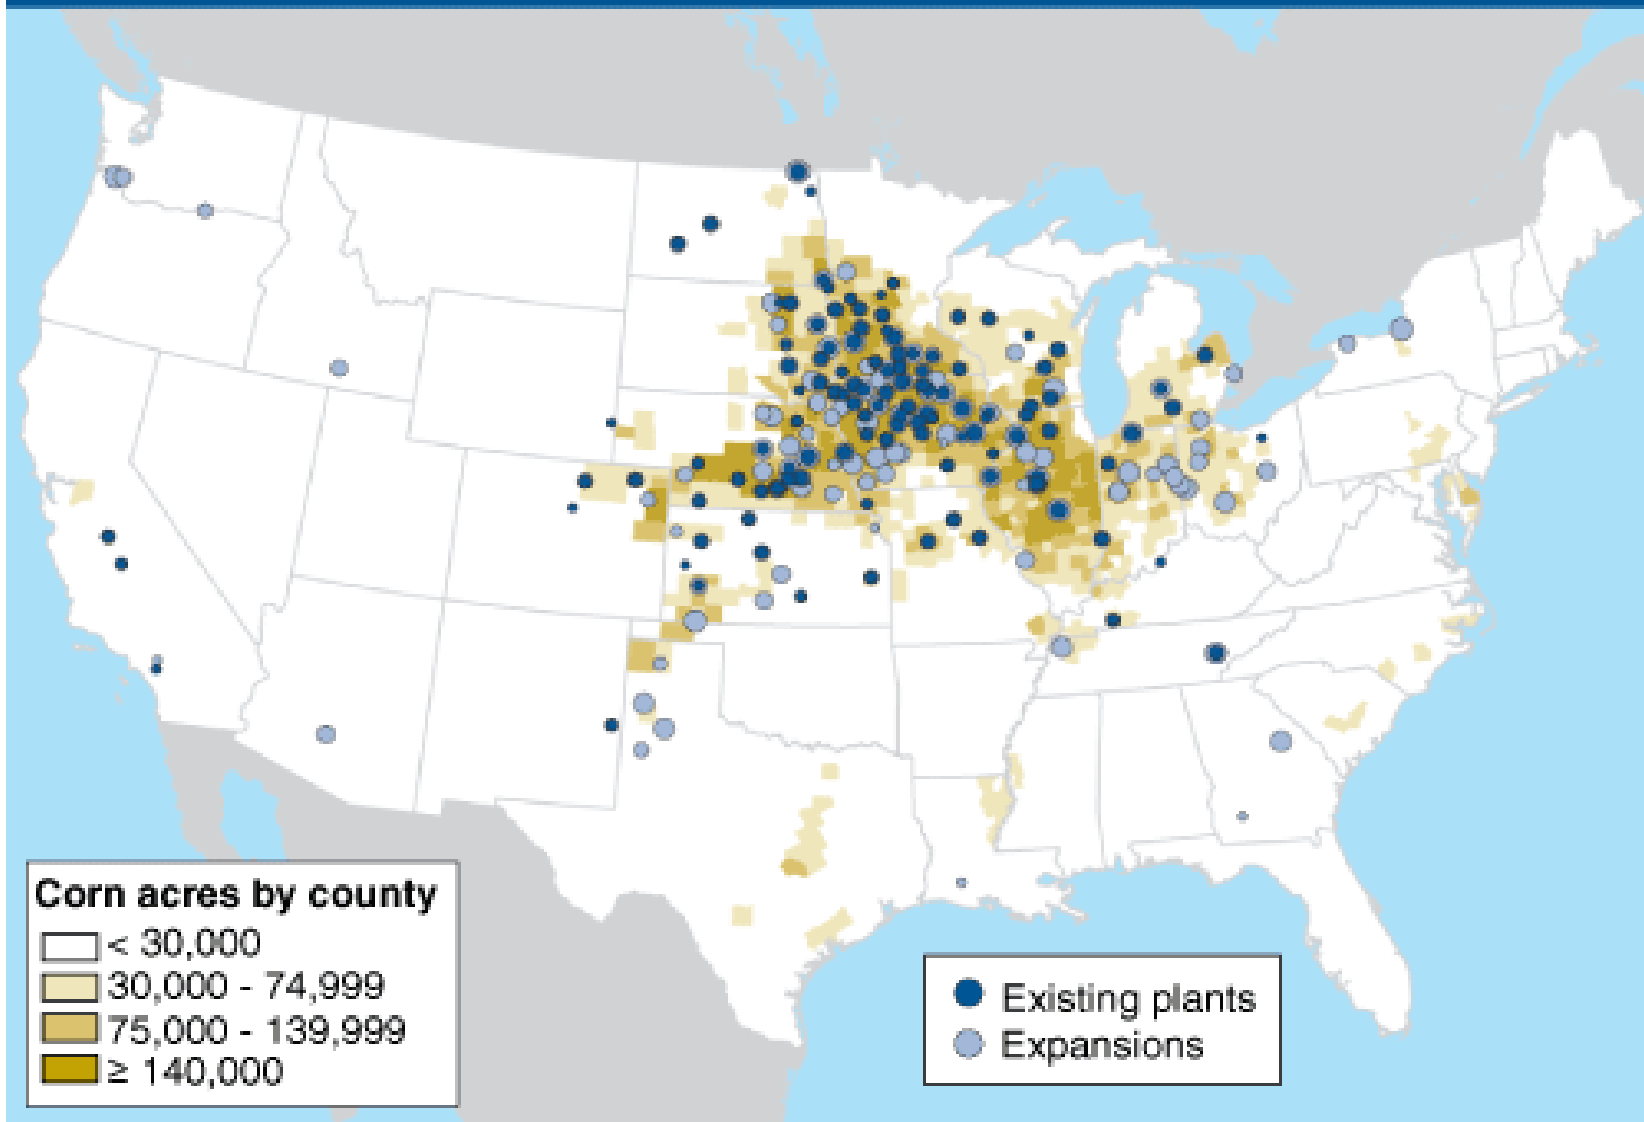 Corn acres by county
< 30,000
30,000 - 74,999
75,000 - 139,999
≥ 140,000
Existing plants
Expansions